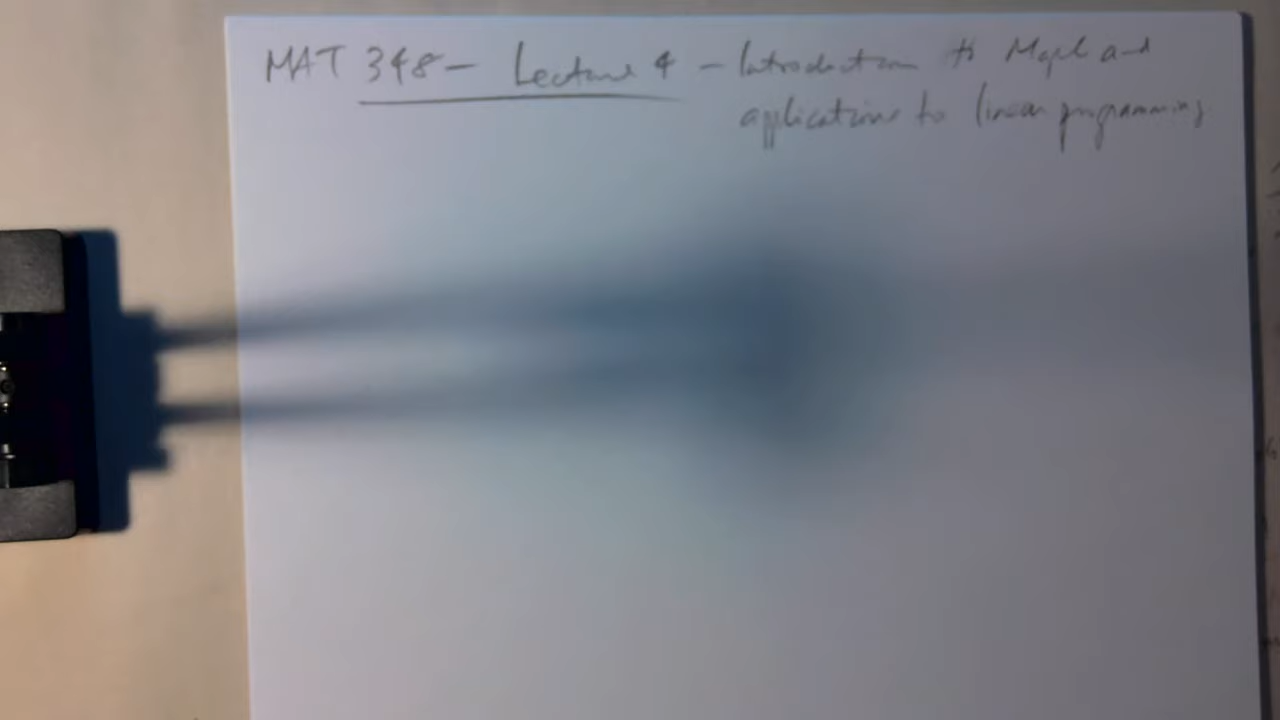 MAT 348 - Lecture 4 - Introduction to Maple and
applications to linear programming